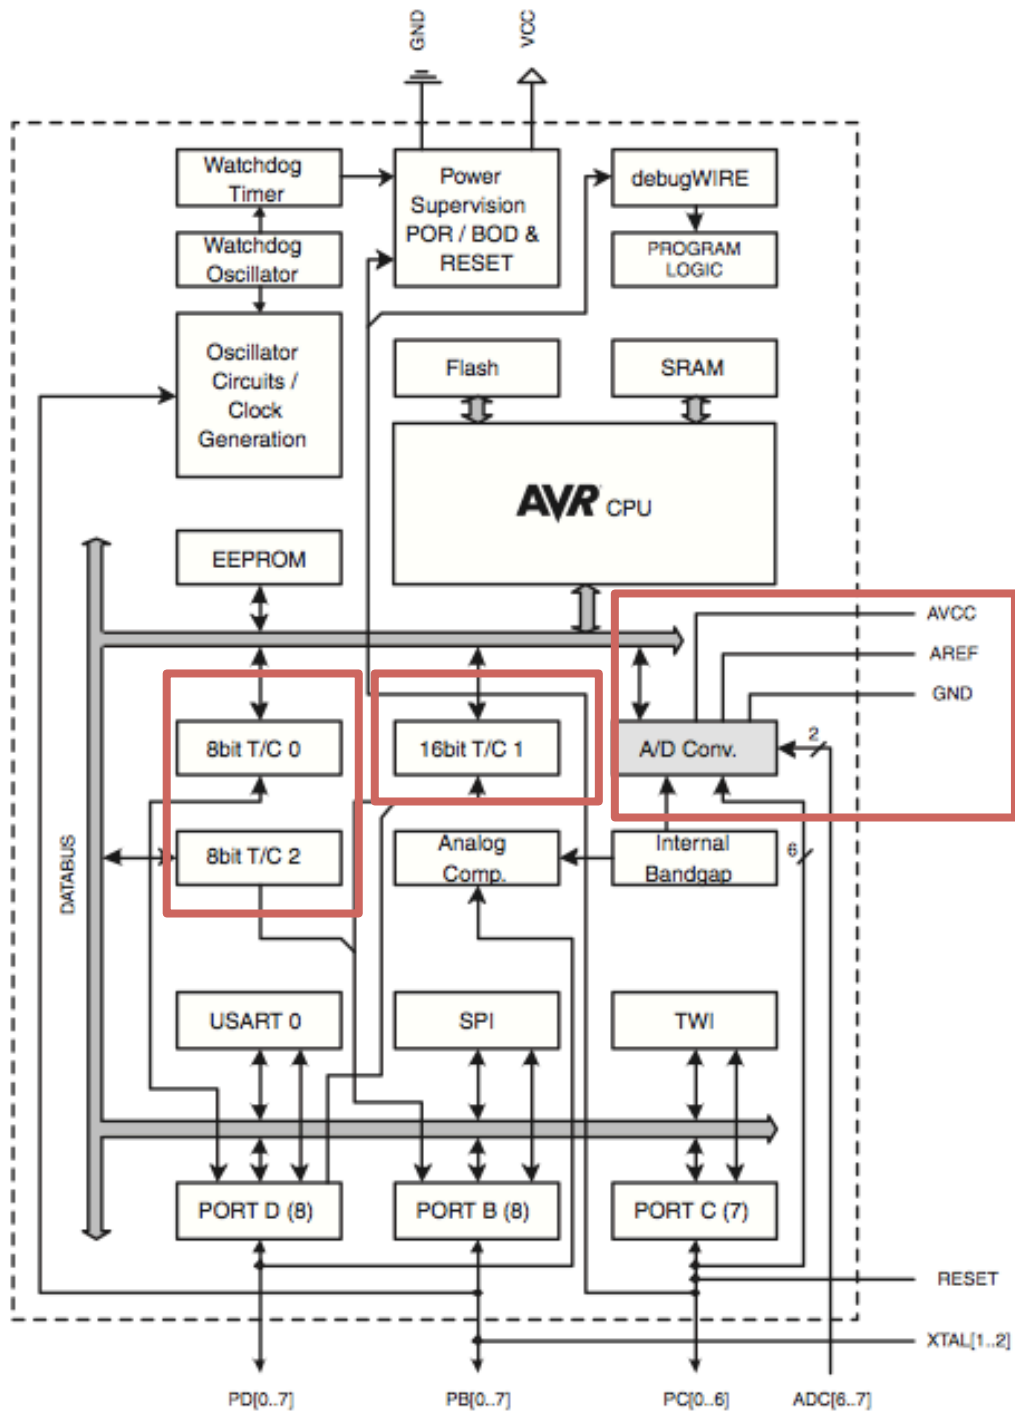 GND
VCC
Watchdog
Timer
Power
Supervision
POR / BOD &
RESET
debugWIRE
Watchdog
Oscillator
PROGRAM
LOGIC
Oscillator
Circuits /
Clock
Generation
Flash
SRAM
AVR CPU
EEPROM
AVCC
AREF
GND
8bit T/C 0
16bit T/C 1
A/D Conv.
2
8bit T/C 2
Analog
Comp.
Internal
Bandgap
6
DATABUS
USART 0
SPI
TWI
PORT D (8)
PORT B (8)
PORT C (7)
RESET
XTAL[1..2]
PD[0..7]
PB[0..7]
PC[0..6]
ADC[6..7]